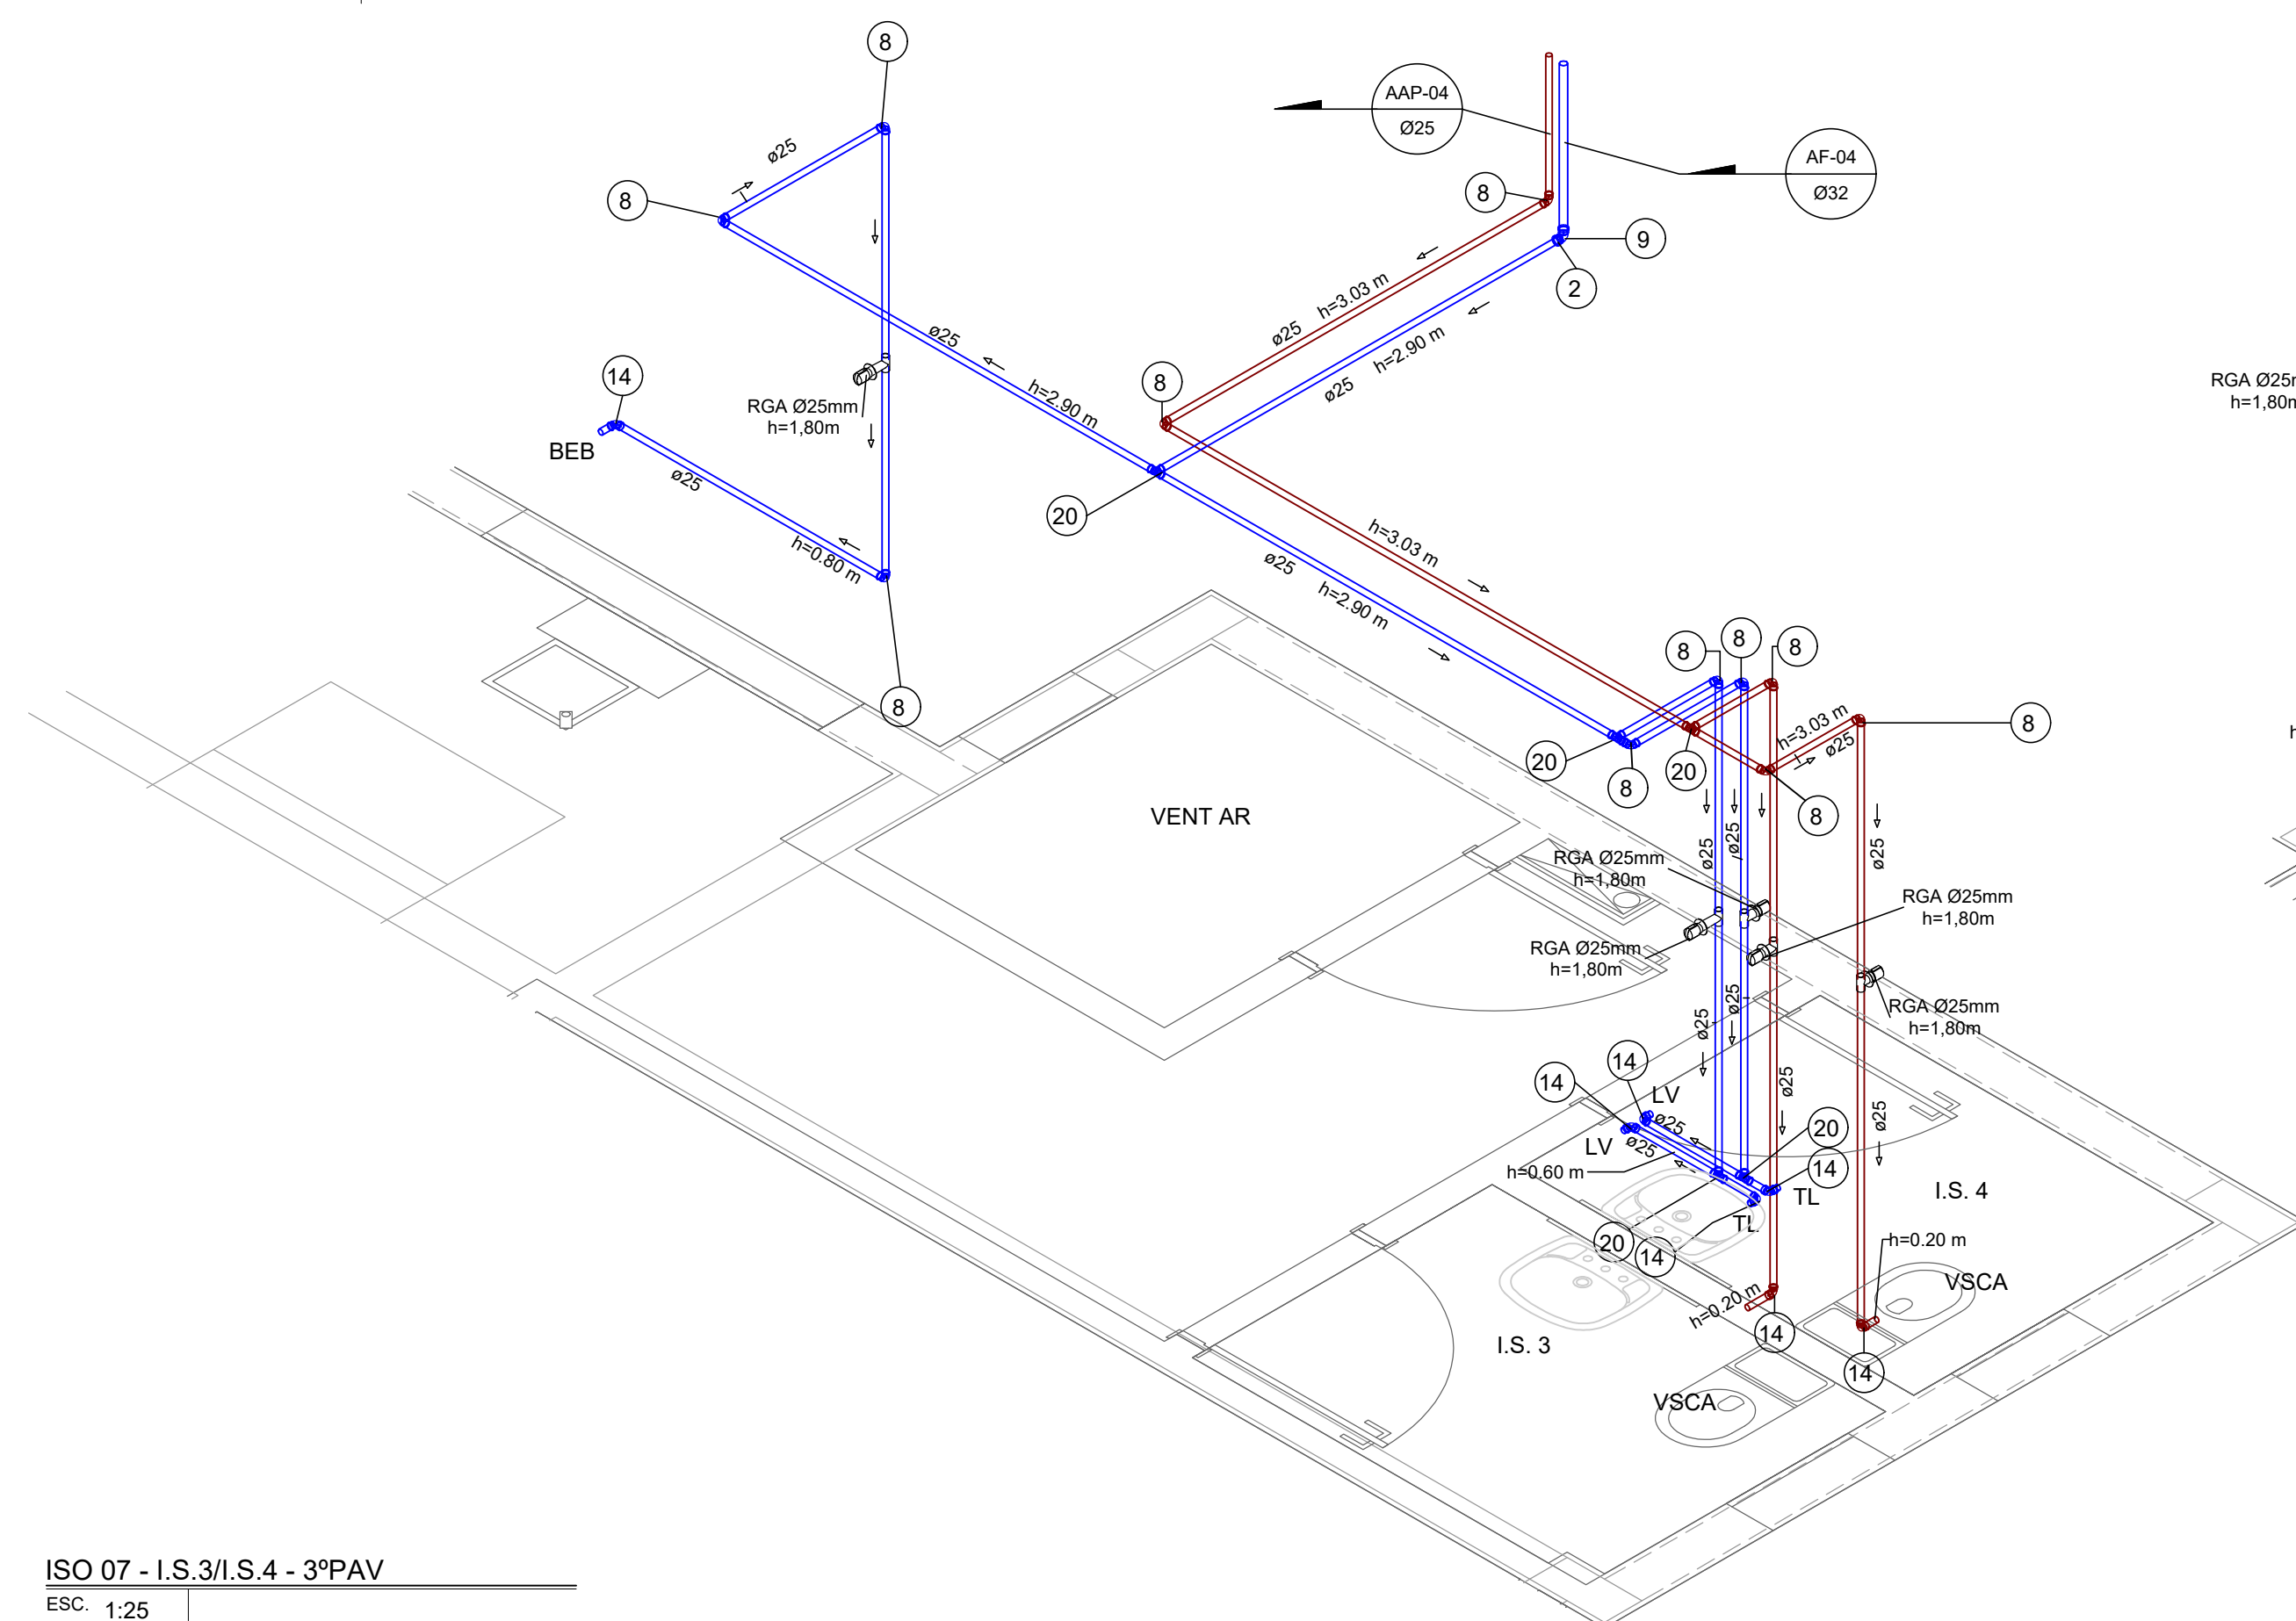 8
AAP-04
Ø25
AF-04
Ø32
ø25
8
8
9
2
h=3.03 m
ø25
h=2.90 m
ø25
ø25
h=2.90 m
8
14
RGA Ø25mm
h=1,80m
BEB
ø25
h=0.80 m
20
h=3.03 m
ø25
h=2.90 m
8
8
8
8
8
h=3.03 m
ø25
20
20
8
8
VENT AR
ø25
ø25
ø25
RGA Ø25mm
h=1,80m
RGA Ø25mm
h=1,80m
RGA Ø25mm
h=1,80m
RGA Ø25mm
h=1,80m
ø25
ø25
ø25
ø25
14
14
LV
ø25
LV
ø25
h=0.60 m
20
14
TL
TL
20
14
I.S. 4
h=0.20 m
VSCA
h=0.20 m
14
14
I.S. 3
VSCA
ISO 07 - I.S.3/I.S.4 - 3ºPAV
ESC. 1:25